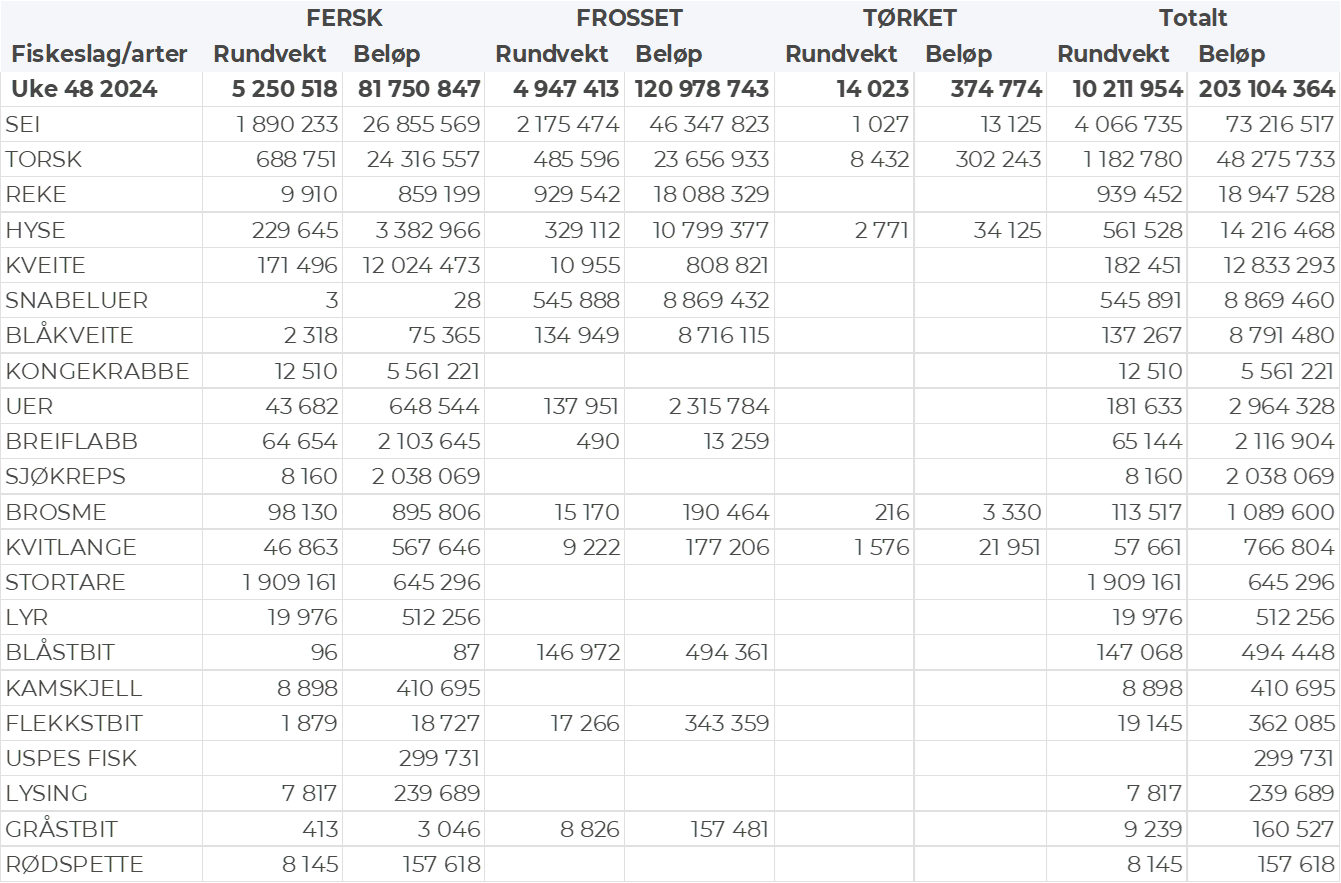 FERSK FROSSET TØRKET Totalt
Fiskeslag/arter Rundvekt Beløp Rundvekt Beløp Rundvekt Beløp Rundvekt Beløp
Uke 48 2024 5 250 518 81 750 847 4 947 413 120 978 743 14 023 374 774 10 211 954 203 104 364
SEI 1 890 233 26 855 569 2 175 474 46 347 823 1 027 13 125 4 066 735 73 216 517
TORSK 688 751 24 316 557 485 596 23 656 933 8 432 302 243 1 182 780 48 275 733
REKE 9 910 859 199 929 542 18 088 329 939 452 18 947 528
HYSE 229 645 3 382 966 329 112 10 799 377 2 771 34 125 561 528 14 216 468
KVEITE 171 496 12 024 473 10 955 808 821 182 451 12 833 293
SNABELUER 3 28 545 888 8 869 432 545 891 8 869 460
BLÅKVEITE 2 318 75 365 134 949 8 716 115 137 267 8 791 480
KONGEKRABBE 12 510 5 561 221 12 510 5 561 221
UER 43 682 648 544 137 951 2 315 784 181 633 2 964 328
BREIFLABB 64 654 2 103 645 490 13 259 65 144 2 116 904
SJØKREPS 8 160 2 038 069 8 160 2 038 069
BROSME 98 130 895 806 15 170 190 464 216 3 330 113 517 1 089 600
KVITLANGE 46 863 567 646 9 222 177 206 1 576 21 951 57 661 766 804
STORTARE 1 909 161 645 296 1 909 161 645 296
LYR 19 976 512 256 19 976 512 256
BLÅSTBIT 96 87 146 972 494 361 147 068 494 448
KAMSKJELL 8 898 410 695 8 898 410 695
FLEKKSTBIT 1 879 18 727 17 266 343 359 19 145 362 085
USPES FISK 299 731 299 731
LYSING 7 817 239 689 7 817 239 689
GRÅSTBIT 413 3 046 8 826 157 481 9 239 160 527
RØDSPETTE 8 145 157 618 8 145 157 618